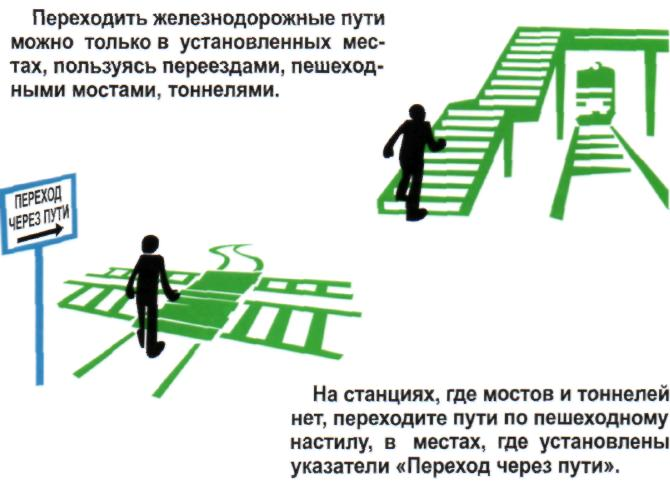 Переходить железнодорожные пути
можно только в установленных мес-
тах, пользуясь переездами, пешеход-
ными мостами, тоннелями.
ПЕРЕХОД
ЧЕРЕЗ ПУТИ
На станциях, где мостов и тоннелей
нет, переходите пути по пешеходному
настилу, в местах, где установлены
указатели «Переход через пути».